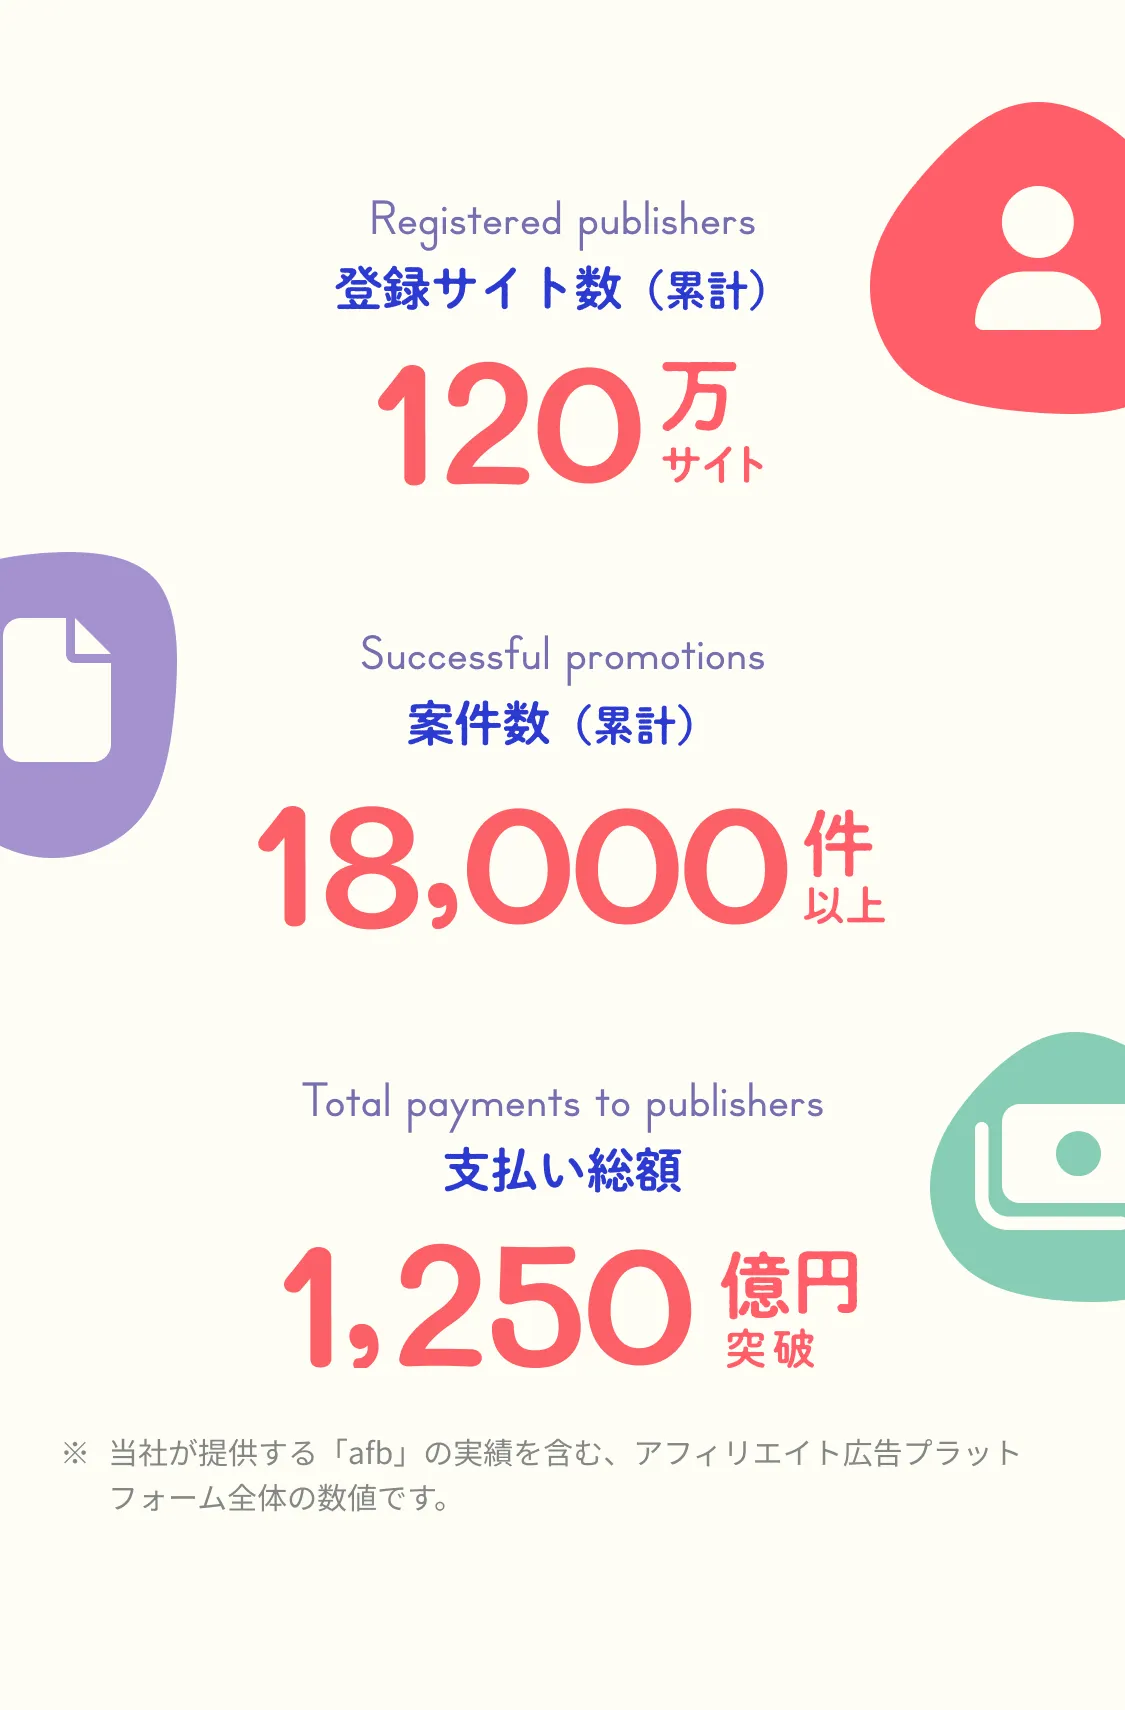 Registered publishers
登録サイト数（累計）
120万
サイト
Successful promotions
案件数（累計）
18,000件
以上
Total payments to publishers
支払い総額
1,250億円
突破
※ 当社が提供する「afb」の実績を含む、アフィリエイト広告プラット
フォーム全体の数値です。